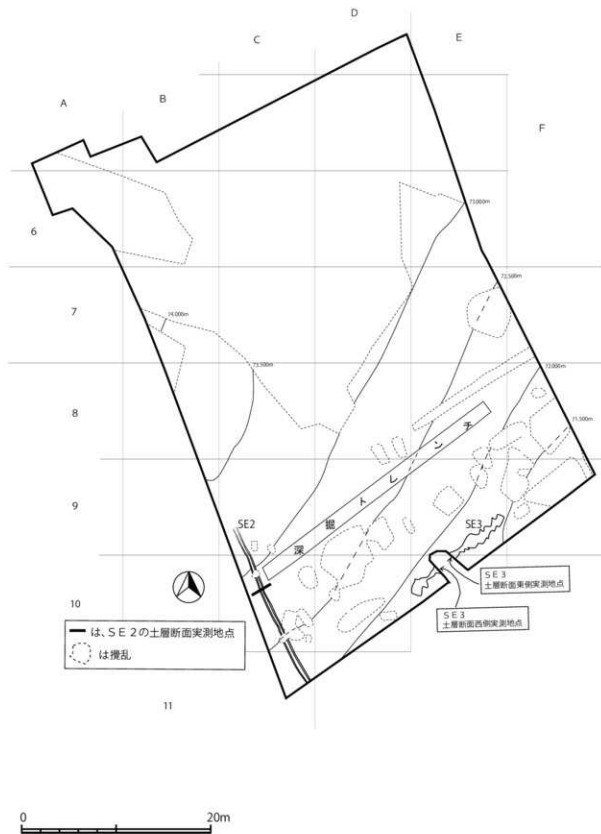 D
C
E
A
B
F
73.000m
6
72.500m
7
74.000m
73.500m
72.000m
8
71.500m
9
SE2
深掘トレンチ
SE3
SE3
土層断面東側実測地点
SE3
土層断面西側実測地点
10
は、SE2の土層断面実測地点
は攪乱
11
0
20m